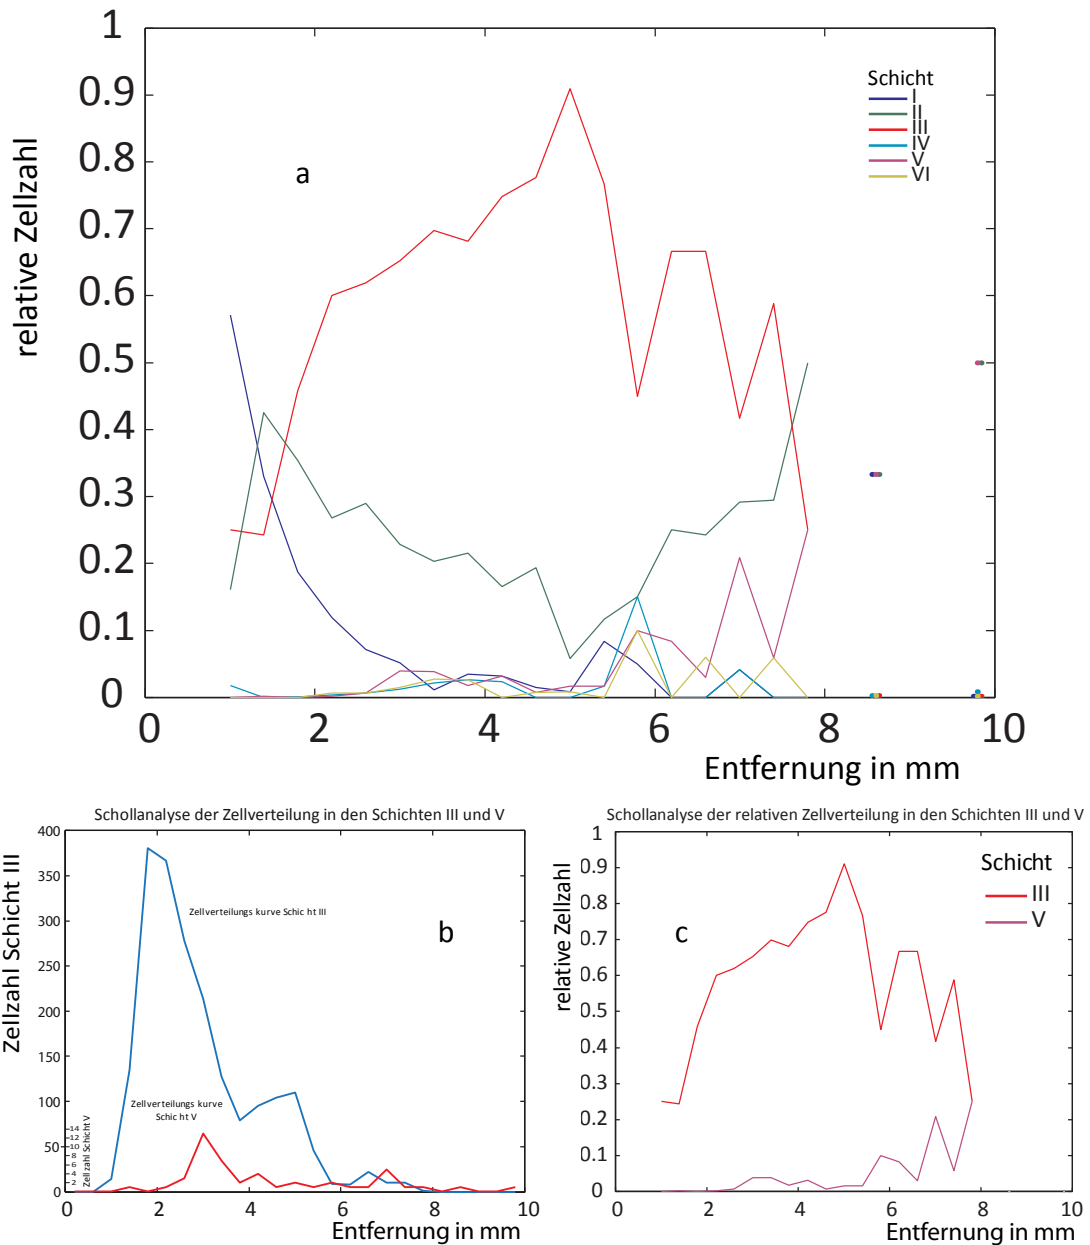 1
0.9
0.8
0.7
0.6
0.5
0.4
0.3
0.2
0.1
0
relative Zellzahl
a
Schicht
I
II
III
IV
V
VI
0 2 4 6 8 10
Entfernung in mm
Schollanalyse der Zellverteilung in den Schichten III und V
400
350
300
250
200
150
100
50
0
Zellzahl Schicht III
14
12
10
8
6
4
2
Zell zahl Schicht V
Zellverteilungs kurve Schic ht III
b
Zellverteilungs kurve
Schic ht V
0 2 4 6 8 10
Entfernung in mm
Schollanalyse der relativen Zellverteilung in den Schichten III und V
1
0.9
0.8
0.7
0.6
0.5
0.4
0.3
0.2
0.1
0
relative Zellzahl
c
Schicht
III
V
0 2 4 6 8 10
Entfernung in mm